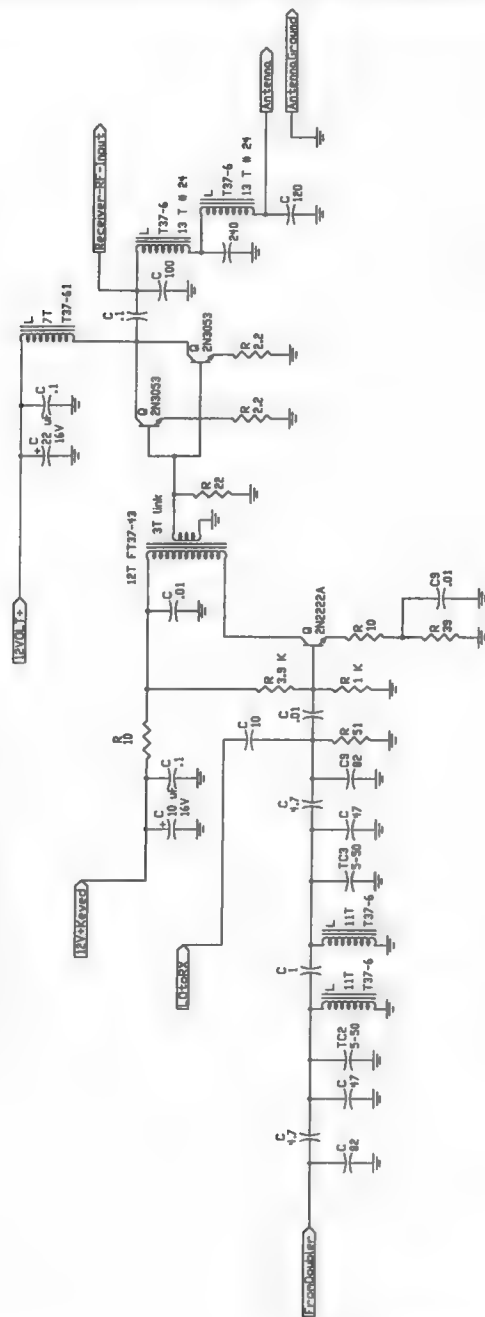 FromDoubler
C
82
C
4.7
C
47
TC2
5-50
L
11T
T37-6
C
1
L
11T
T37-6
TC3
5-50
C
47
C
4.7
C9
82
R
51
LOtoRX
C
10
C
.01
R
3.9 K
R
1 K
Q
2N2222A
R
10
R
39
C9
.01
12V+Keyed
+ C
10 uF
16V
C
.1
R
10
C
.01
12T FT37-43
3T link
R
22
12VOLT+
+ C
22 uF
16V
C
.1
L
7T
T37-61
Q
2N3053
R
2.2
Q
2N3053
R
2.2
C
.1
Receiver-RF-Input
C
100
L
T37-6
13 T # 24
C
240
L
T37-6
13 T # 24
C
120
Antenna
AntennaGround